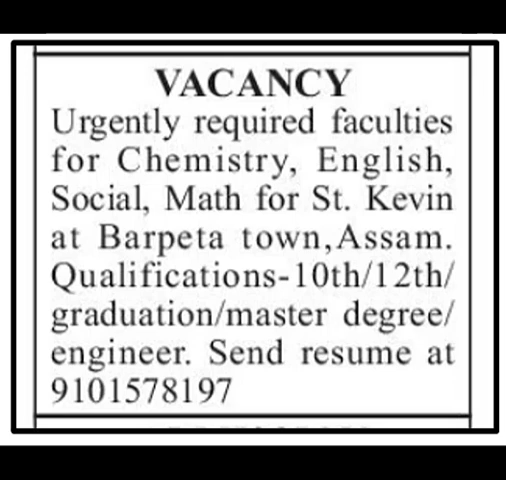 VACANCY
Urgently required faculties
for Chemistry, English,
Social, Math for St. Kevin
at Barpeta town,Assam.
Qualifications-10th/12th/
graduation/master degree/
engineer. Send resume at
9101578197